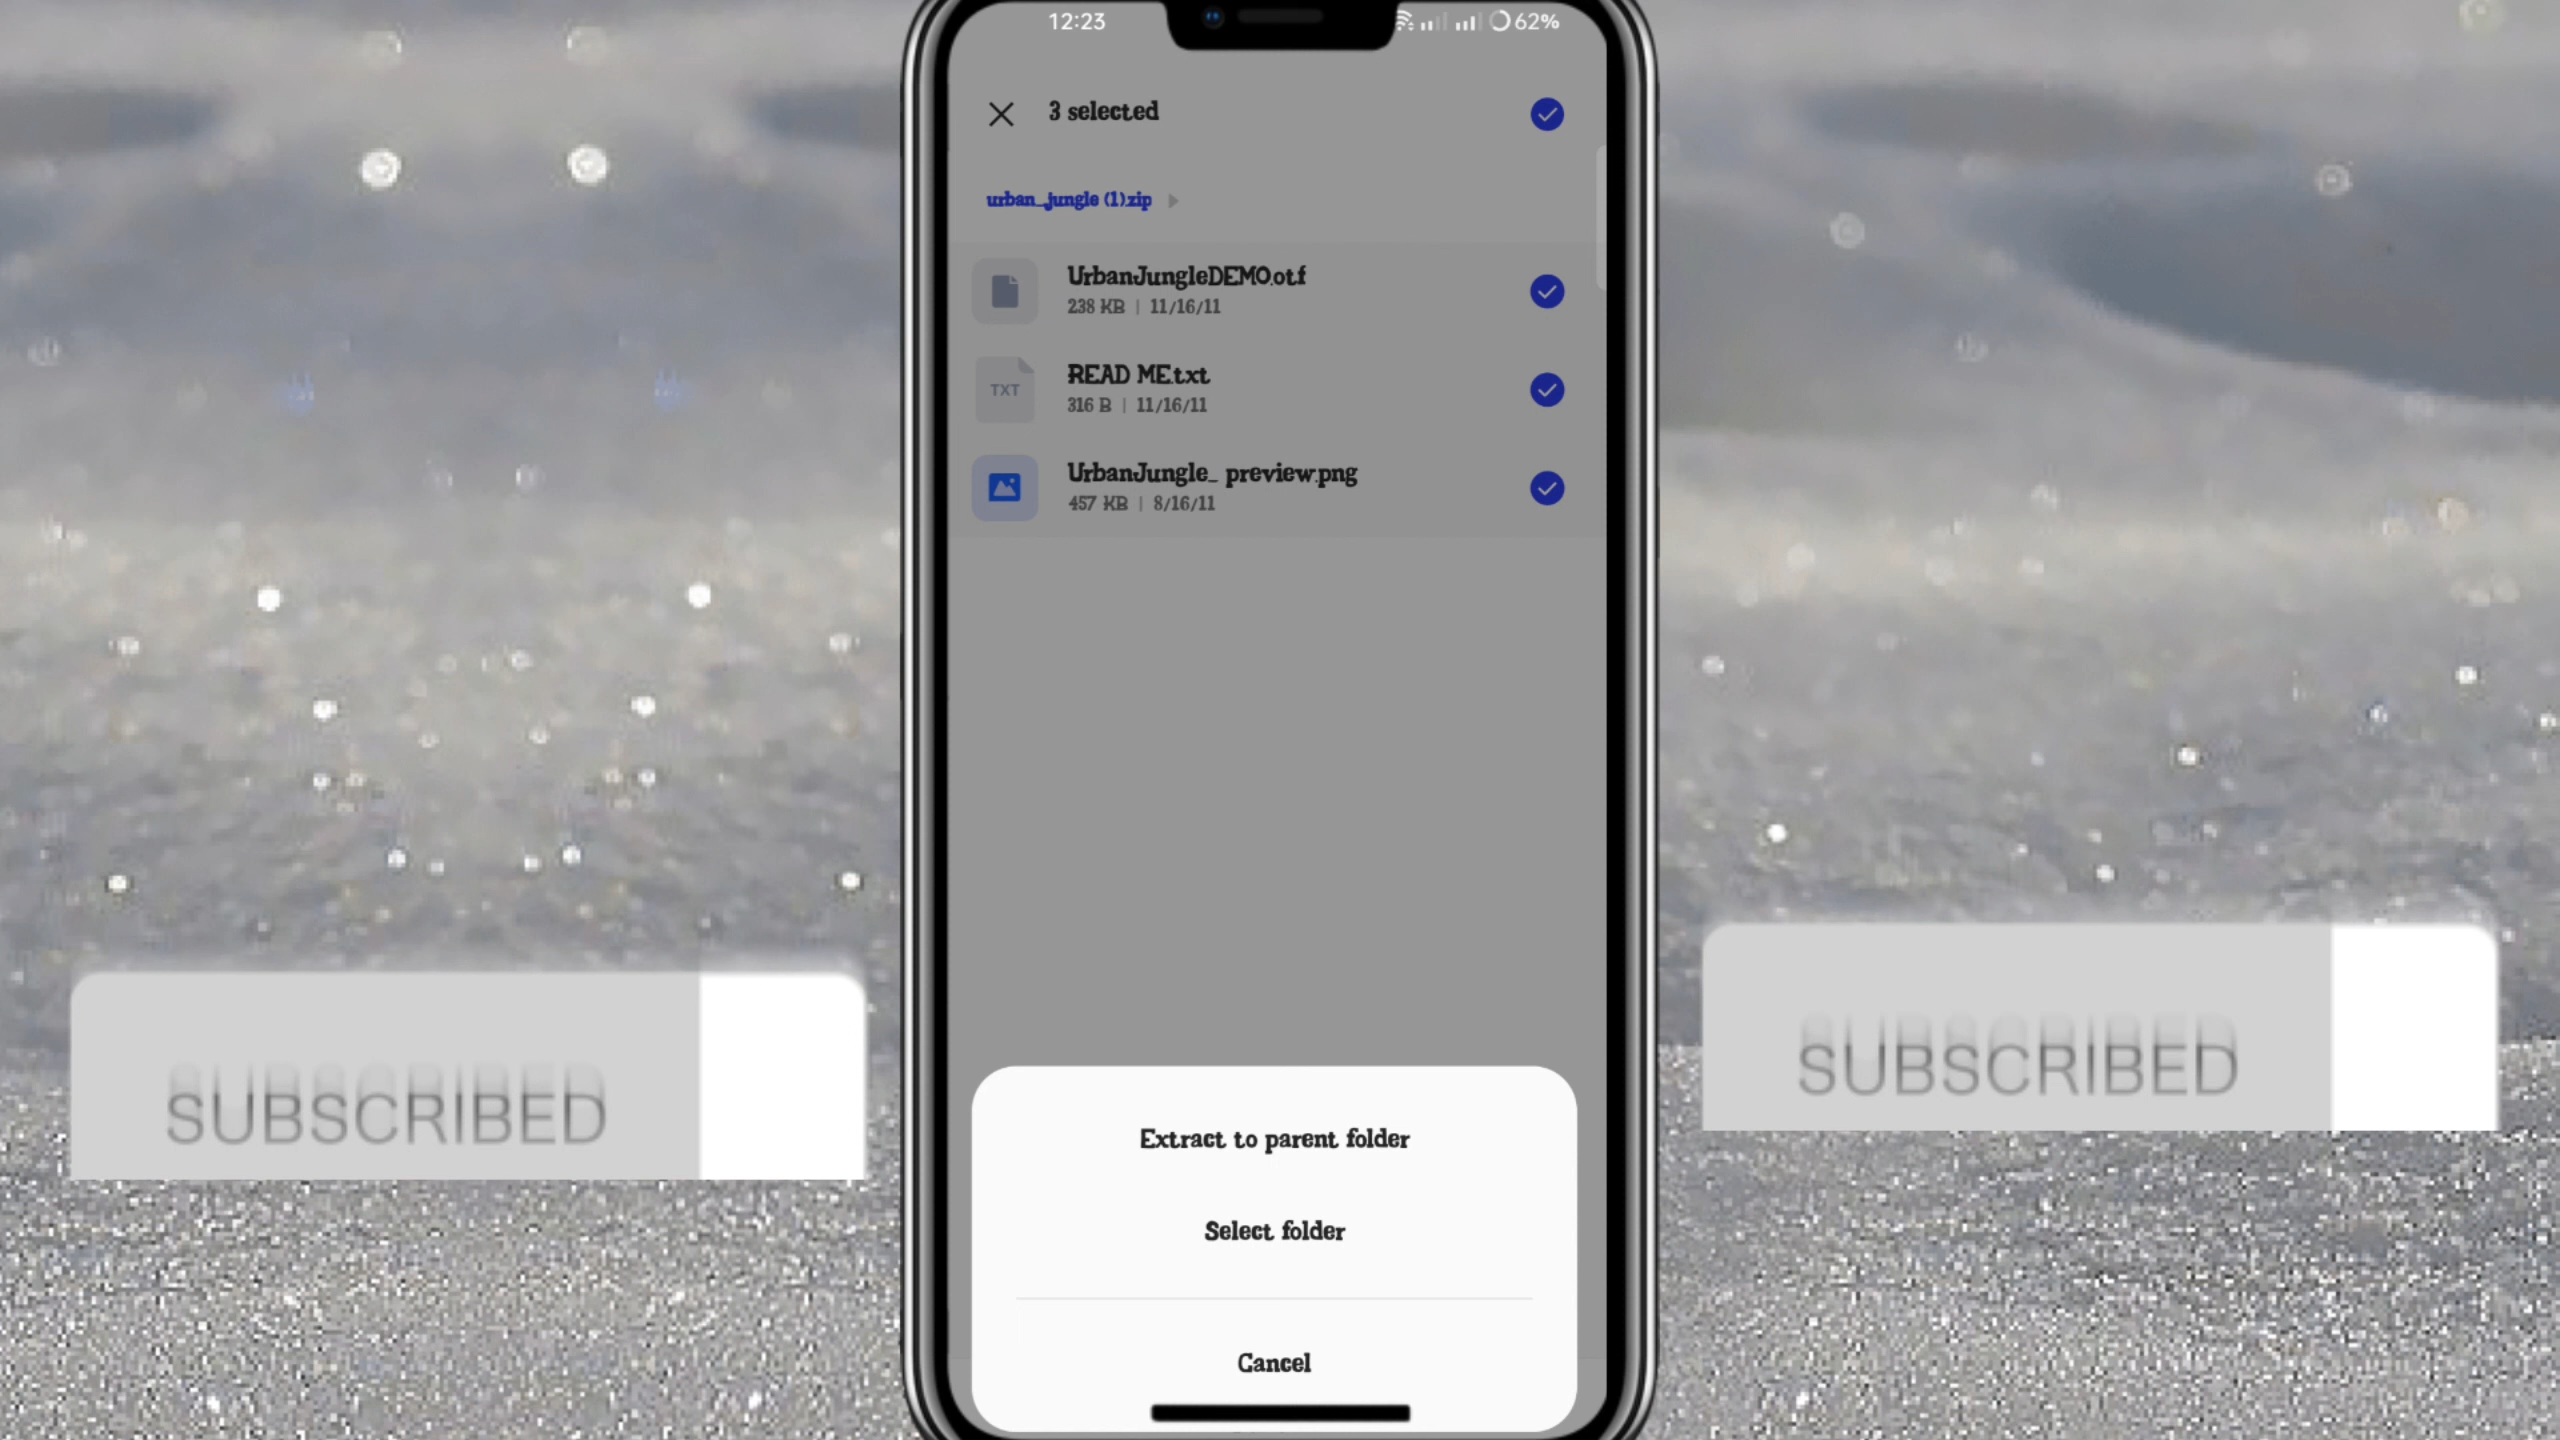 12:23
62%
3 selected
urban_jungle (1).zip
UrbanJungleDEMO.otf
238 KB | 11/16/11
TXT
READ ME.txt
316 B | 11/16/11
UrbanJungle_ preview.png
457 KB | 8/16/11
SUBSCRIBED
SUBSCRIBED
Extract to parent folder
Select folder
Cancel